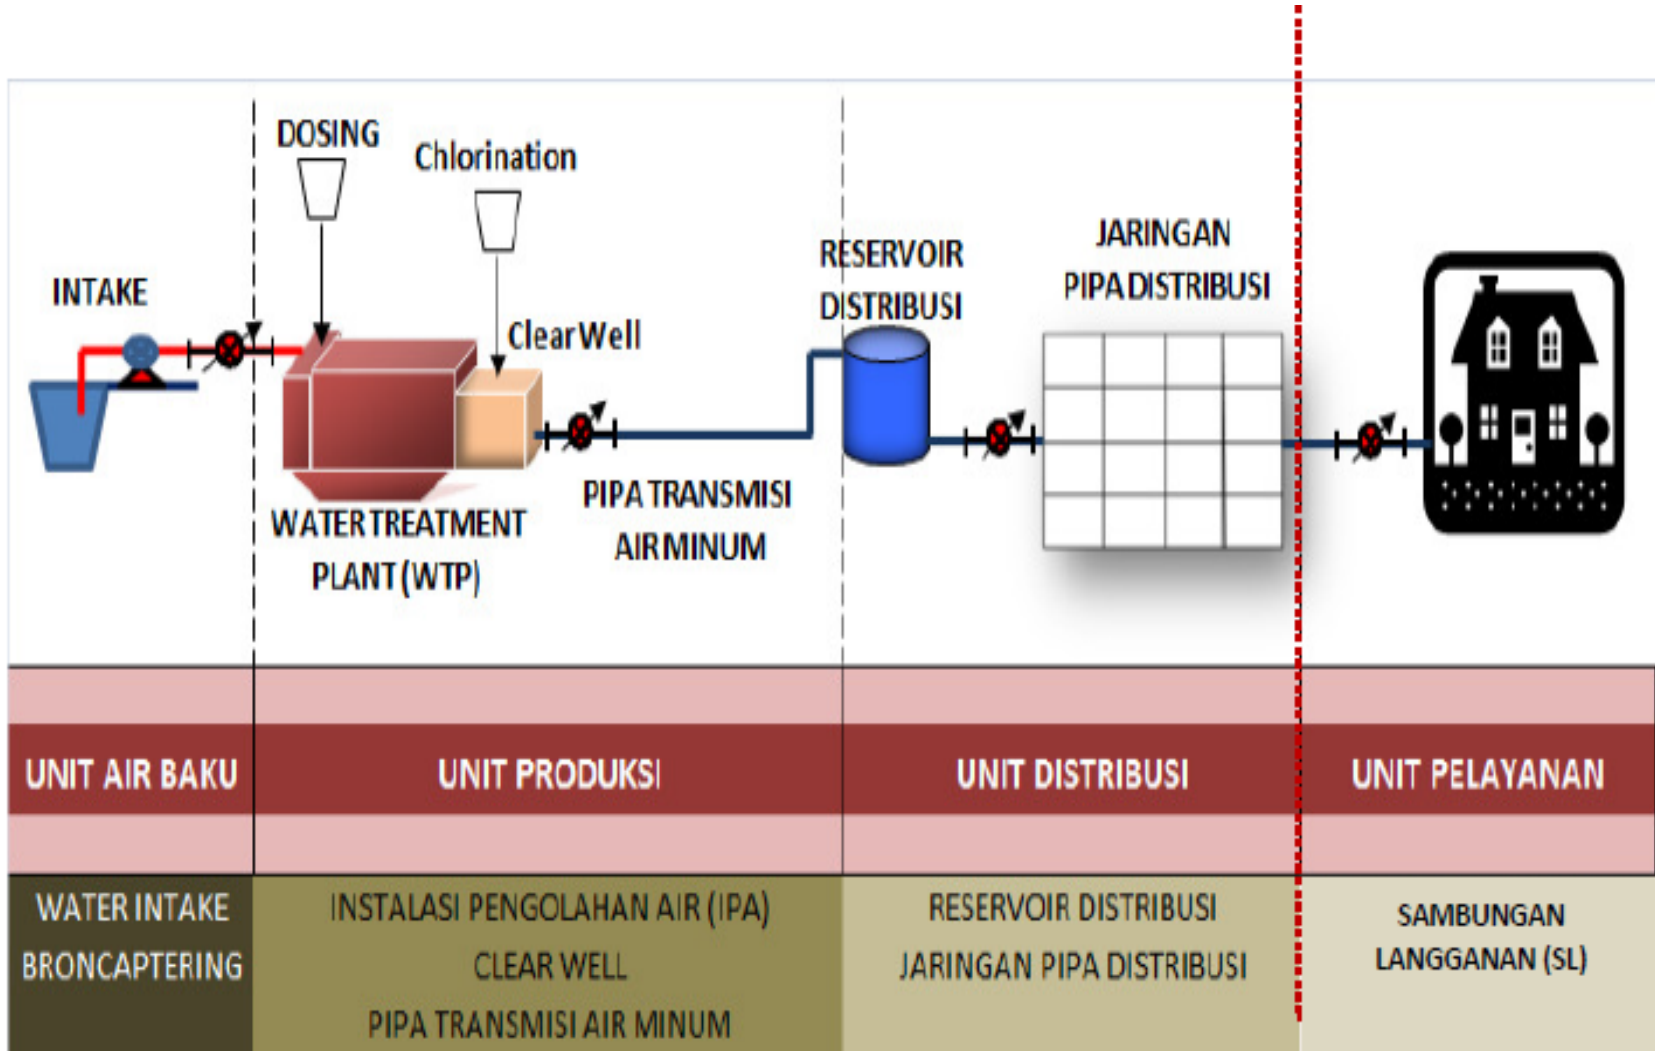 DOSING
Chlorination
INTAKE
Clear Well
WATER TREATMENT
PLANT (WTP)
PIPA TRANSMISI
AIR MINUM
RESERVOIR
DISTRIBUSI
JARINGAN
PIPA DISTRIBUSI
UNIT AIR BAKU
UNIT PRODUKSI
UNIT DISTRIBUSI
UNIT PELAYANAN
WATER INTAKE
BRONCAPTERING
INSTALASI PENGOLAHAN AIR (IPA)
CLEAR WELL
PIPA TRANSMISI AIR MINUM
RESERVOIR DISTRIBUSI
JARINGAN PIPA DISTRIBUSI
SAMBUNGAN
LANGGANAN (SL)